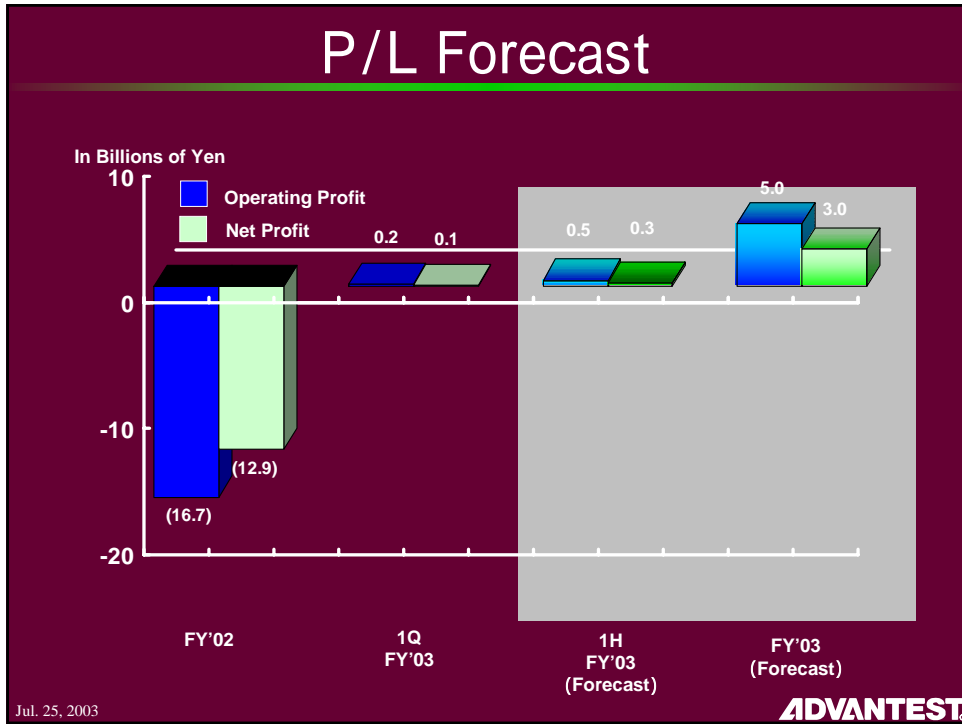 P/L Forecast
In Billions of Yen
10
0
-10
-20
Operating Profit
Net Profit
(16.7)
(12.9)
0.2
0.1
0.5
0.3
5.0
3.0
FY'02
1Q
FY'03
1H
FY'03
(Forecast)
FY'03
(Forecast)
Jul. 25, 2003
ADVANTEST.